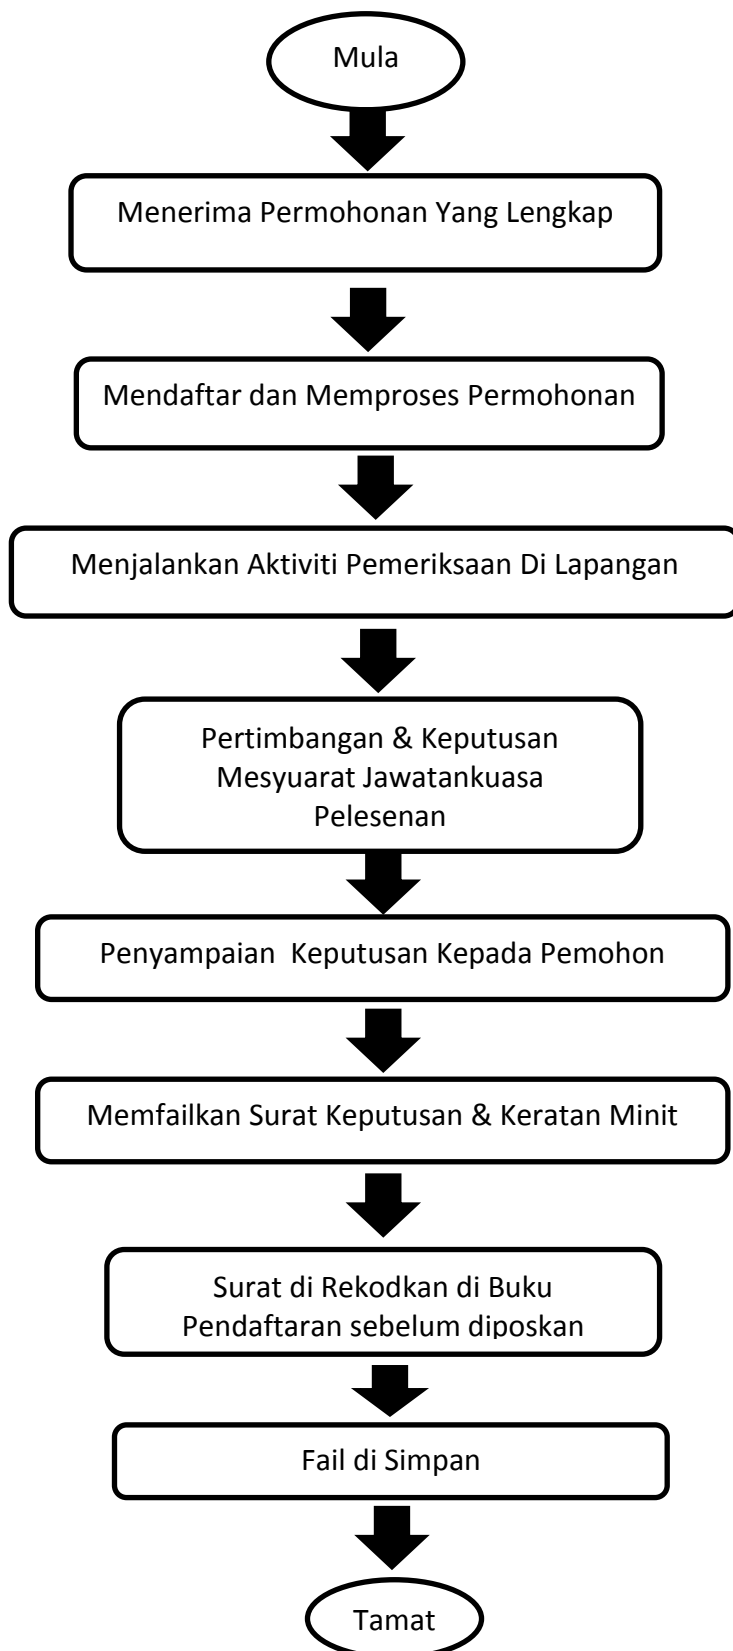 Mula
Menerima Permohonan Yang Lengkap
Mendaftar dan Memproses Permohonan
Menjalankan Aktiviti Pemeriksaan Di Lapangan
Pertimbangan & Keputusan
Mesyuarat Jawatankuasa
Pelesenan
Penyampaian  Keputusan Kepada Pemohon
Memfailkan Surat Keputusan & Keratan Minit
Surat di Rekodkan di Buku
Pendaftaran sebelum diposkan
Fail di Simpan
Tamat